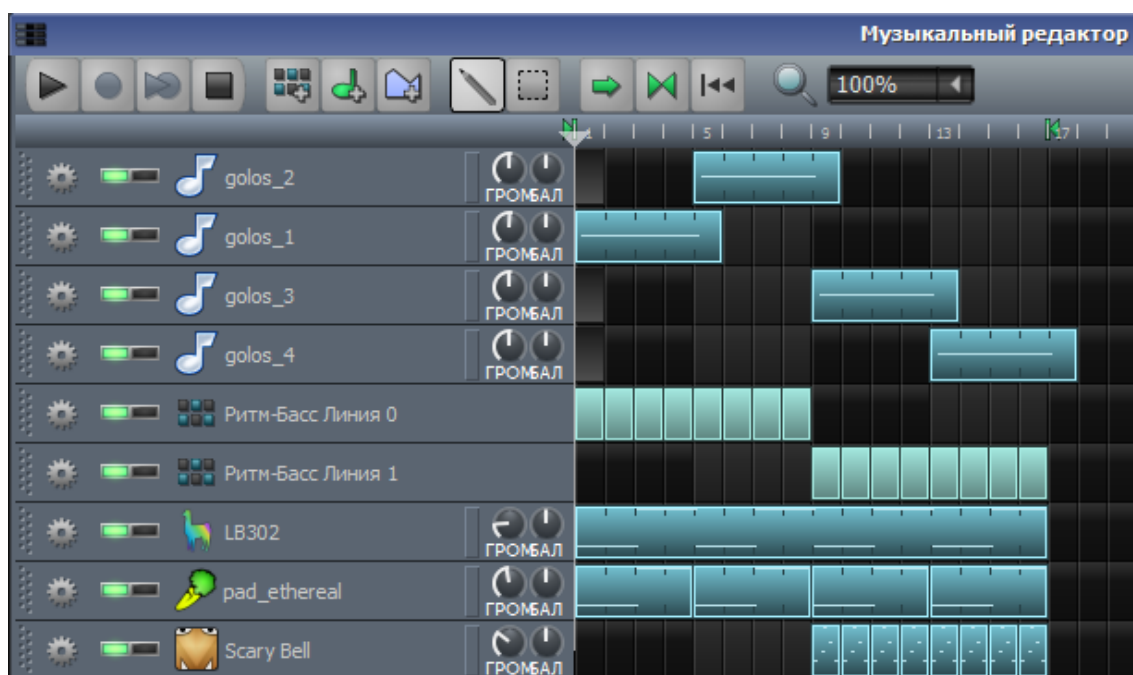 Музыкальный редактор
100%
1 5 9 13 17
golos_2 ГРОМ БАЛ
golos_1 ГРОМ БАЛ
golos_3 ГРОМ БАЛ
golos_4 ГРОМ БАЛ
Ритм-Басс Линия 0
Ритм-Басс Линия 1
LB302 ГРОМ БАЛ
pad_ethereal ГРОМ БАЛ
Scary Bell ГРОМ БАЛ